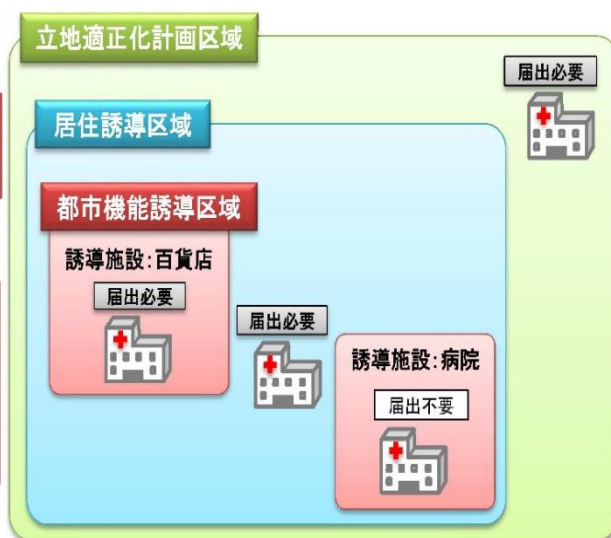 立地適正化計画区域
届出必要
居住誘導区域
都市機能誘導区域
誘導施設:百貨店
届出必要
届出必要
誘導施設:病院
届出不要